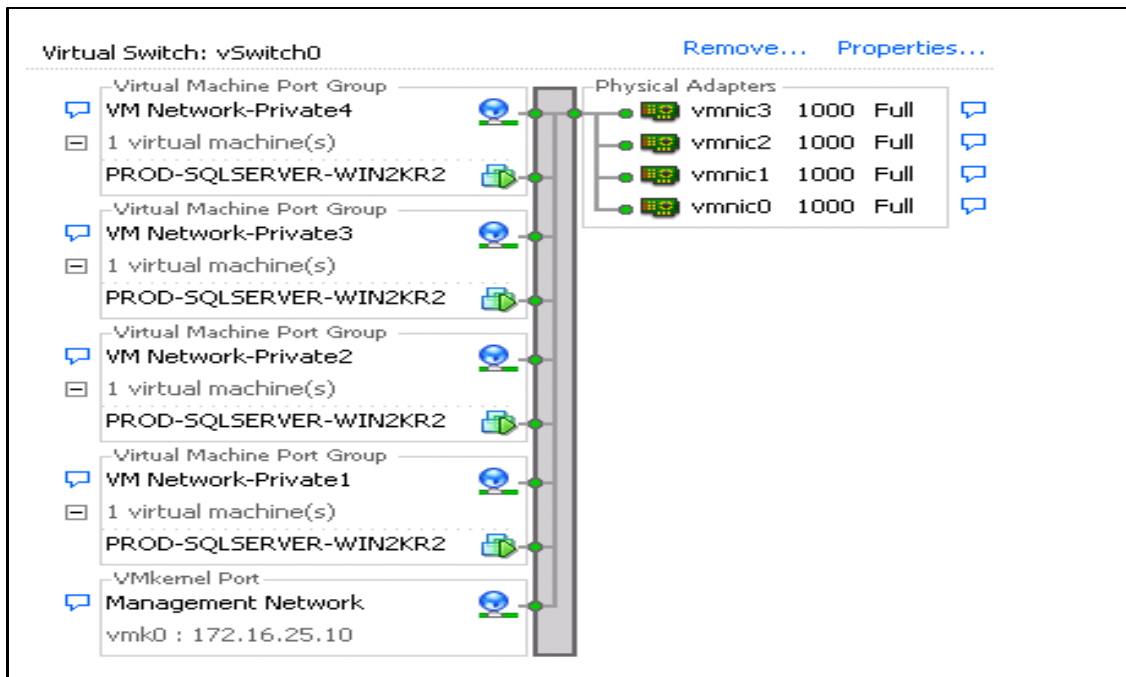 Virtual Switch: vSwitch0 Remove... Properties...
Virtual Machine Port Group
VM Network-Private4
1 virtual machine(s)
PROD-SQLSERVER-WIN2KR2
Virtual Machine Port Group
VM Network-Private3
1 virtual machine(s)
PROD-SQLSERVER-WIN2KR2
Virtual Machine Port Group
VM Network-Private2
1 virtual machine(s)
PROD-SQLSERVER-WIN2KR2
Virtual Machine Port Group
VM Network-Private1
1 virtual machine(s)
PROD-SQLSERVER-WIN2KR2
VMkernel Port
Management Network
vmk0 : 172.16.25.10
Physical Adapters
vmnic3 1000 Full
vmnic2 1000 Full
vmnic1 1000 Full
vmnic0 1000 Full